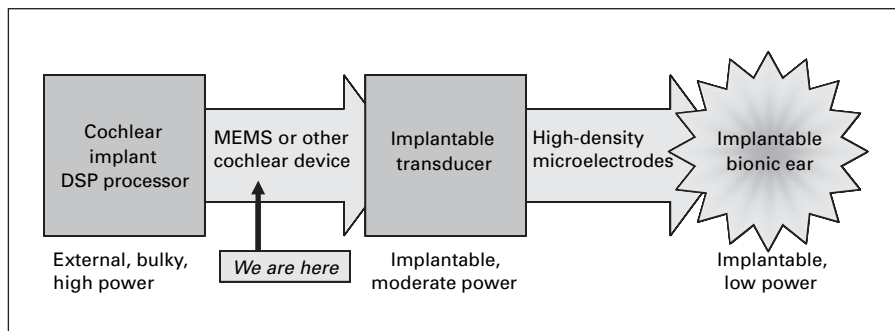 Cochlear
implant
DSP processor
MEMS or other
cochlear device
Implantable
transducer
High-density
microelectrodes
Implantable
bionic ear
External, bulky,
high power
We are here
Implantable,
moderate power
Implantable,
low power